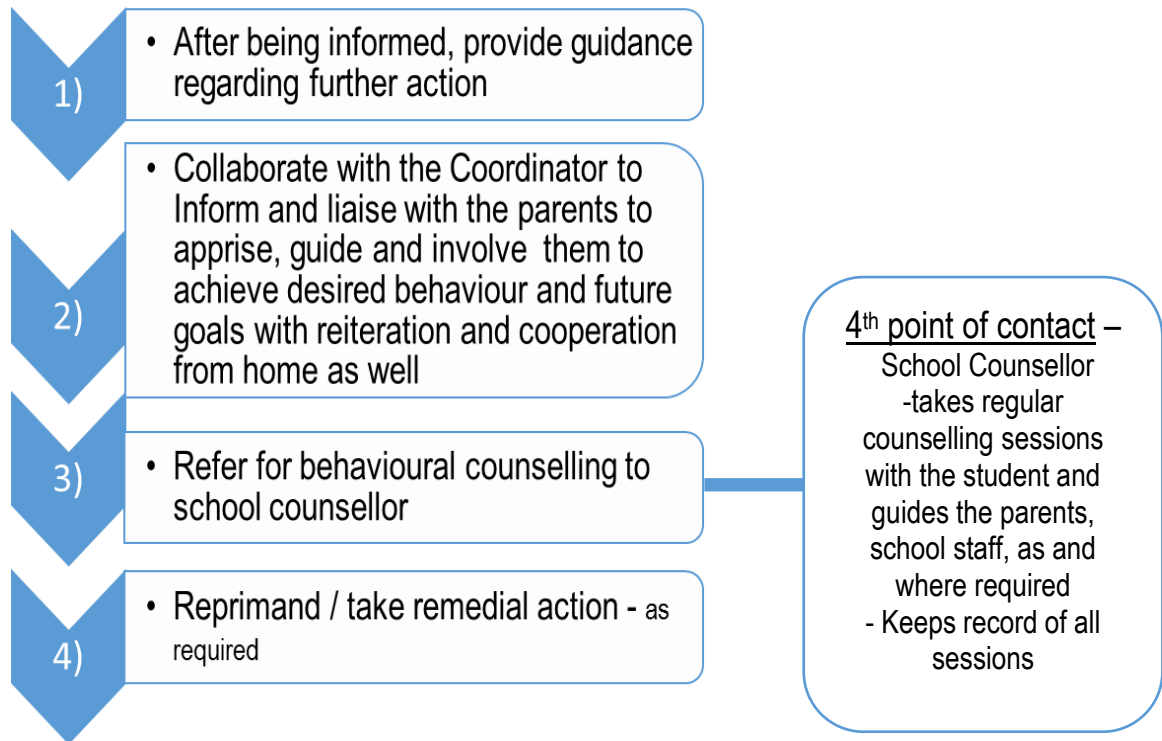 1)
• After being informed, provide guidance
regarding further action
2)
• Collaborate with the Coordinator to
Inform and liaise with the parents to
apprise, guide and involve  them to
achieve desired behaviour and future
goals with reiteration and cooperation
from home as well
3)
• Refer for behavioural counselling to
school counsellor
4th point of contact –
School Counsellor
-takes regular
counselling sessions
with the student and
guides the parents,
school staff, as and
where required
- Keeps record of all
sessions
4)
• Reprimand / take remedial action - as
required